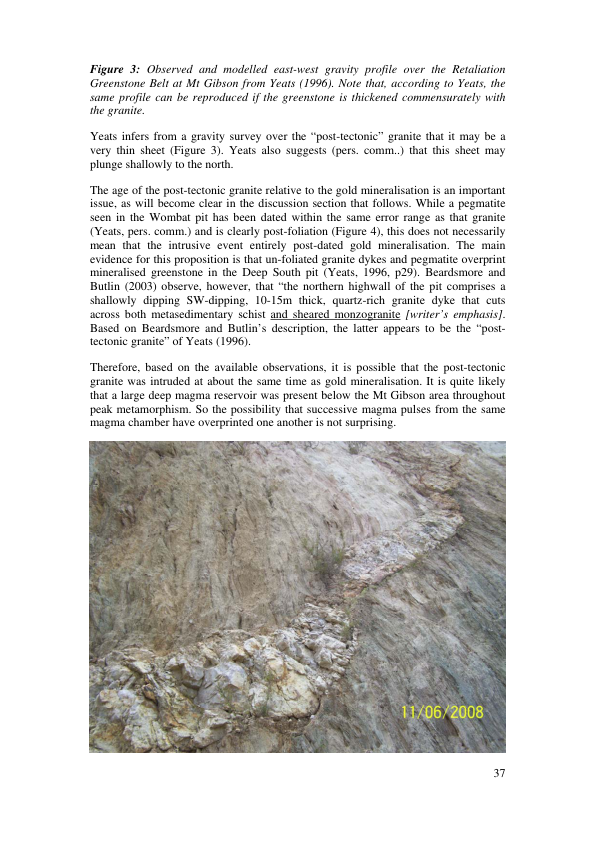 Figure 3: Observed and modelled east-west gravity profile over the Retaliation
Greenstone Belt at Mt Gibson from Yeats (1996). Note that, according to Yeats, the
same profile can be reproduced if the greenstone is thickened commensurately with
the granite.
Yeats infers from a gravity survey over the “post-tectonic” granite that it may be a
very thin sheet (Figure 3). Yeats also suggests (pers. comm..) that this sheet may
plunge shallowly to the north.
The age of the post-tectonic granite relative to the gold mineralisation is an important
issue, as will become clear in the discussion section that follows. While a pegmatite
seen in the Wombat pit has been dated within the same error range as that granite
(Yeats, pers. comm.) and is clearly post-foliation (Figure 4), this does not necessarily
mean that the intrusive event entirely post-dated gold mineralisation. The main
evidence for this proposition is that un-foliated granite dykes and pegmatite overprint
mineralised greenstone in the Deep South pit (Yeats, 1996, p29). Beardsmore and
Butlin (2003) observe, however, that “the northern highwall of the pit comprises a
shallowly dipping SW-dipping, 10-15m thick, quartz-rich granite dyke that cuts
across both metasedimentary schist and sheared monzogranite [writer’s emphasis].
Based on Beardsmore and Butlin’s description, the latter appears to be the “post-
tectonic granite” of Yeats (1996).
Therefore, based on the available observations, it is possible that the post-tectonic
granite was intruded at about the same time as gold mineralisation. It is quite likely
that a large deep magma reservoir was present below the Mt Gibson area throughout
peak metamorphism. So the possibility that successive magma pulses from the same
magma chamber have overprinted one another is not surprising.
11/06/2008
37